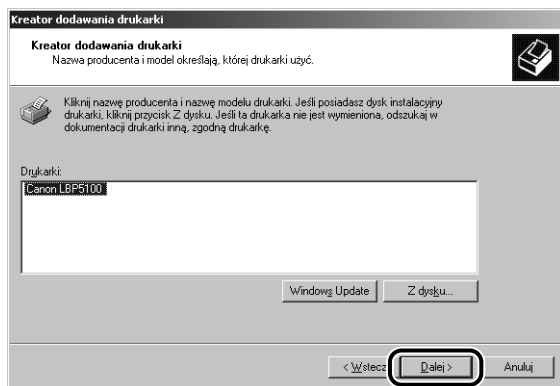 Kreator dodawania drukarki
Kreator dodawania drukarki
Nazwa producenta i model określają, której drukarki użyć.
Kliknij nazwę producenta i nazwę modelu drukarki. Jeśli posiadasz dysk instalacyjny
drukarki, kliknij przycisk Z dysku. Jeśli ta drukarka nie jest wymieniona, odszukaj w
dokumentacji drukarki inną, zgodną drukarkę.
Drukarki:
Canon LBP5100
Windows Update Z dysku...
< Wstecz Dalej > Anuluj